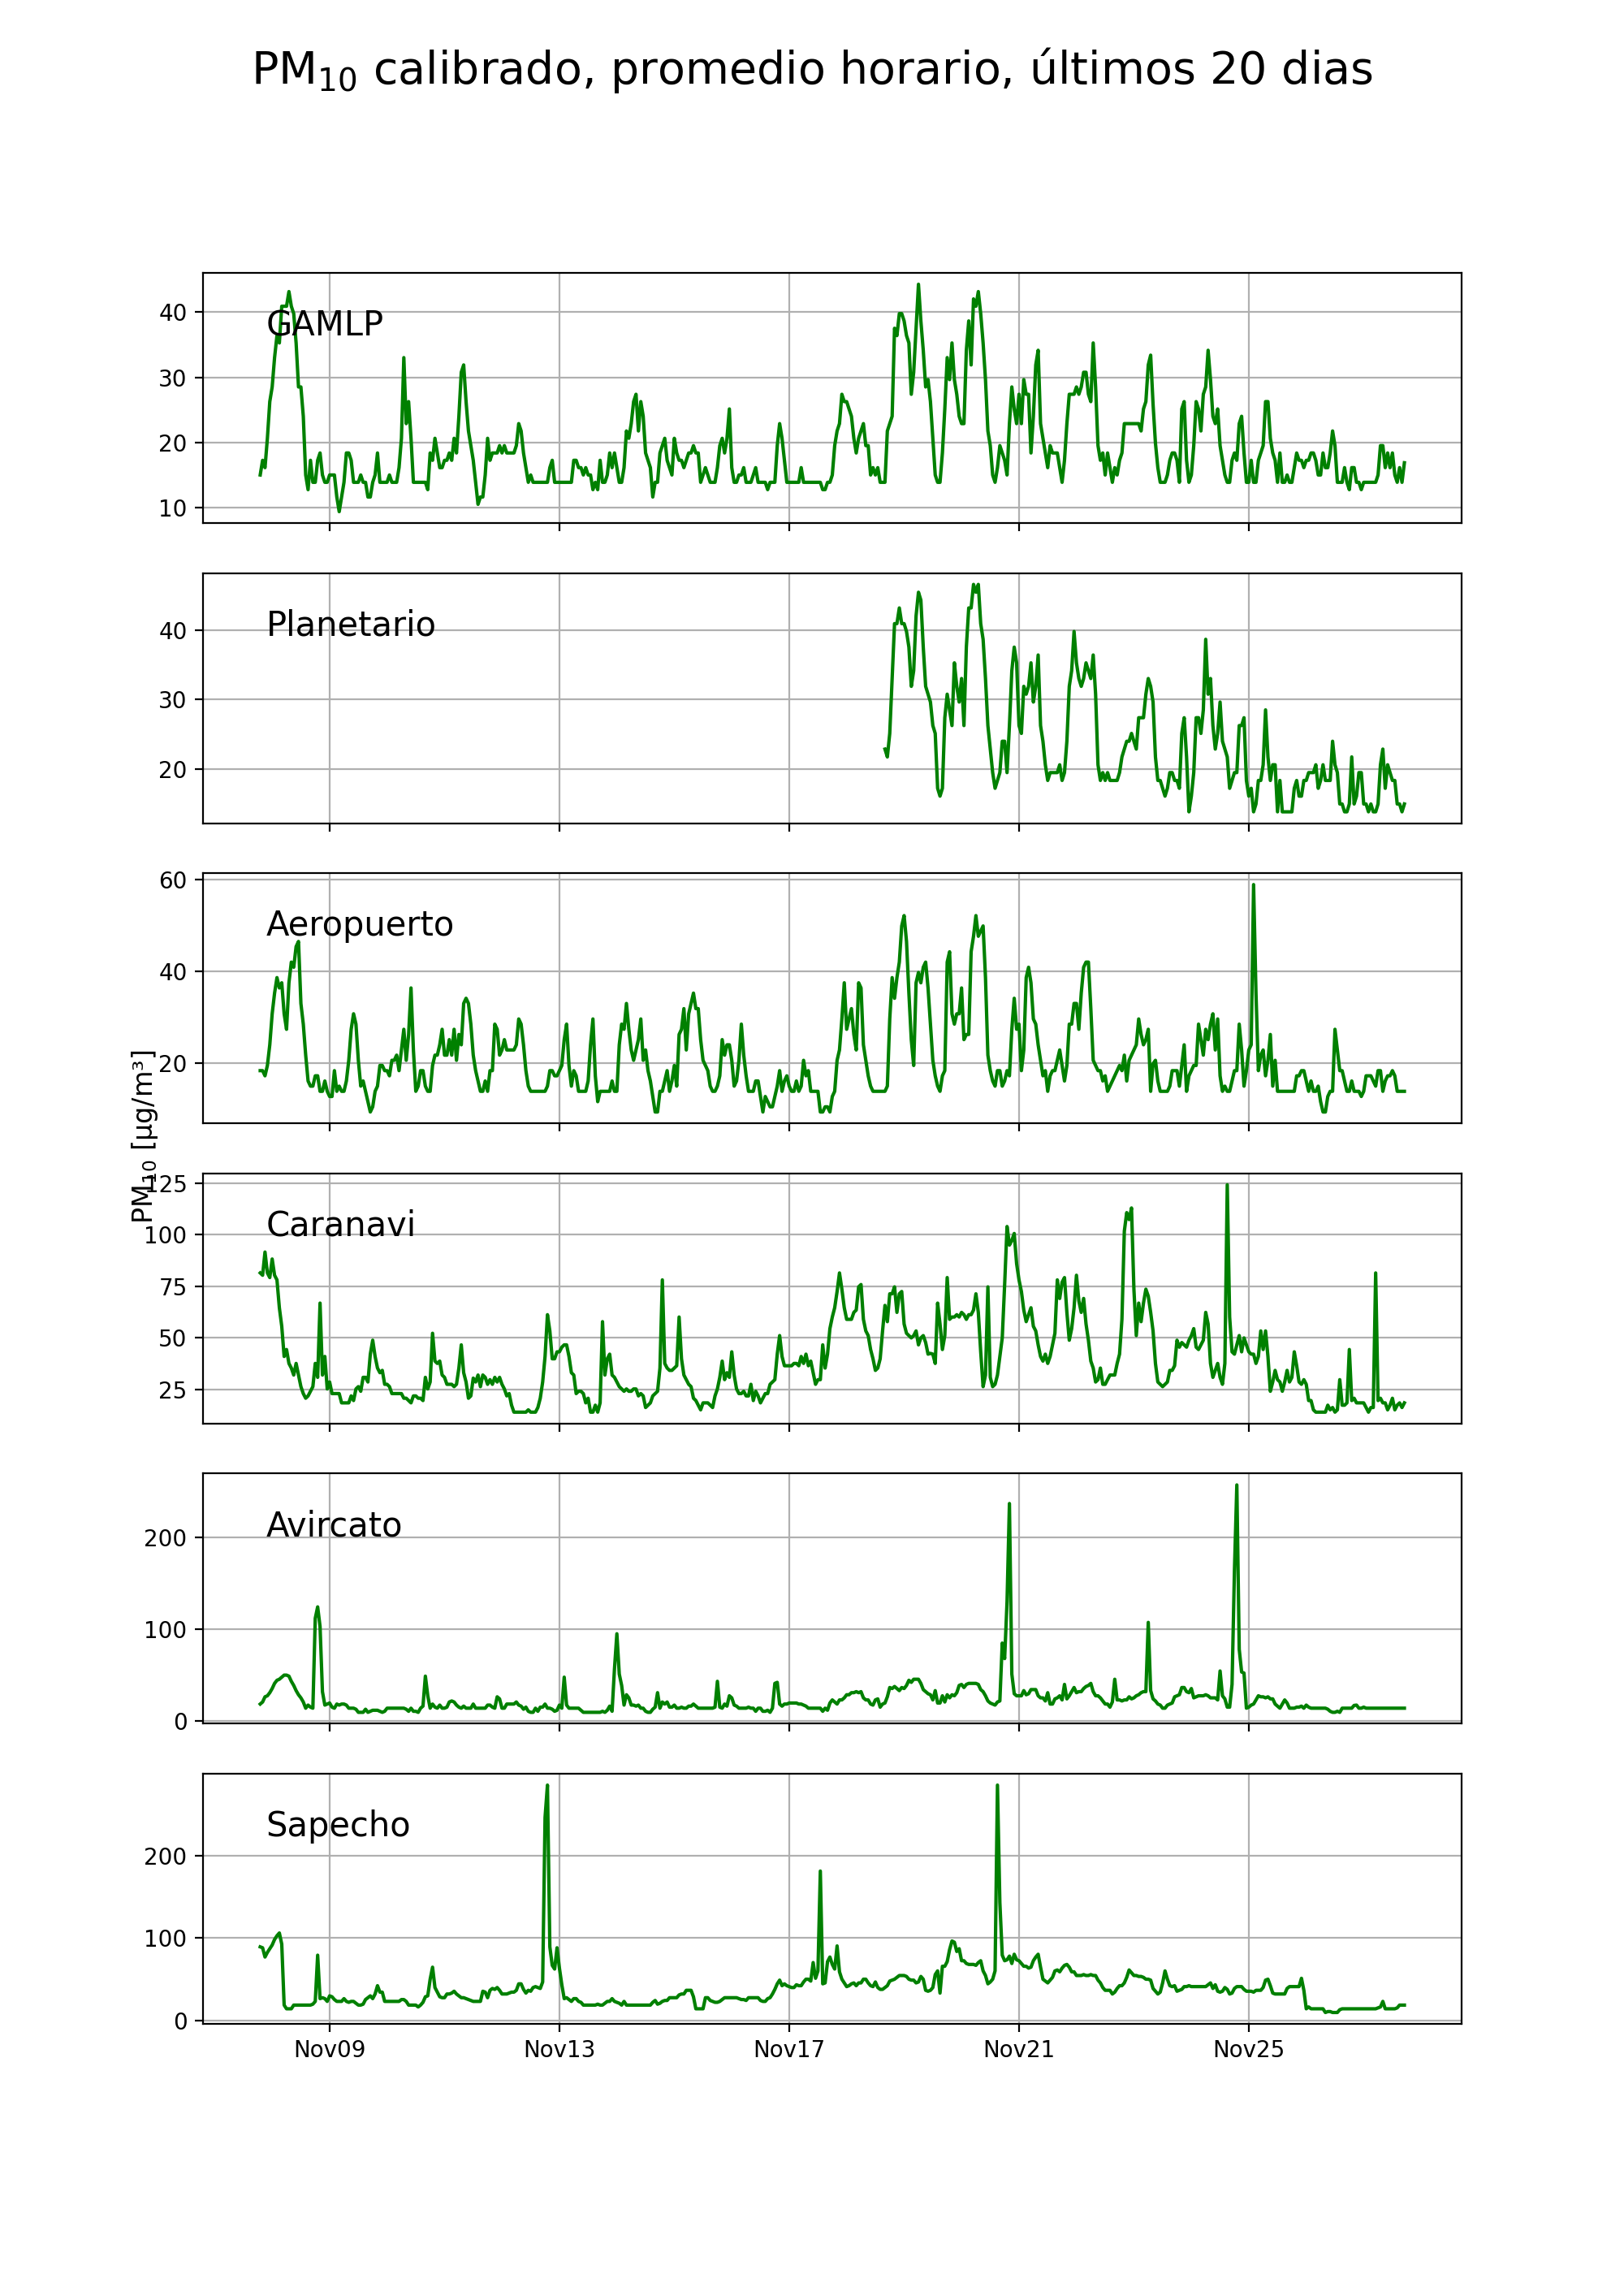 PM₁₀ calibrado, promedio horario, últimos 20 dias
40
30
20
10
GAMLP
40
30
20
Planetario
60
40
20
Aeropuerto
PM₁₀ [µg/m³]
125
100
75
50
25
Caranavi
200
100
0
Avircato
200
100
0
Sapecho
Nov09 Nov13 Nov17 Nov21 Nov25